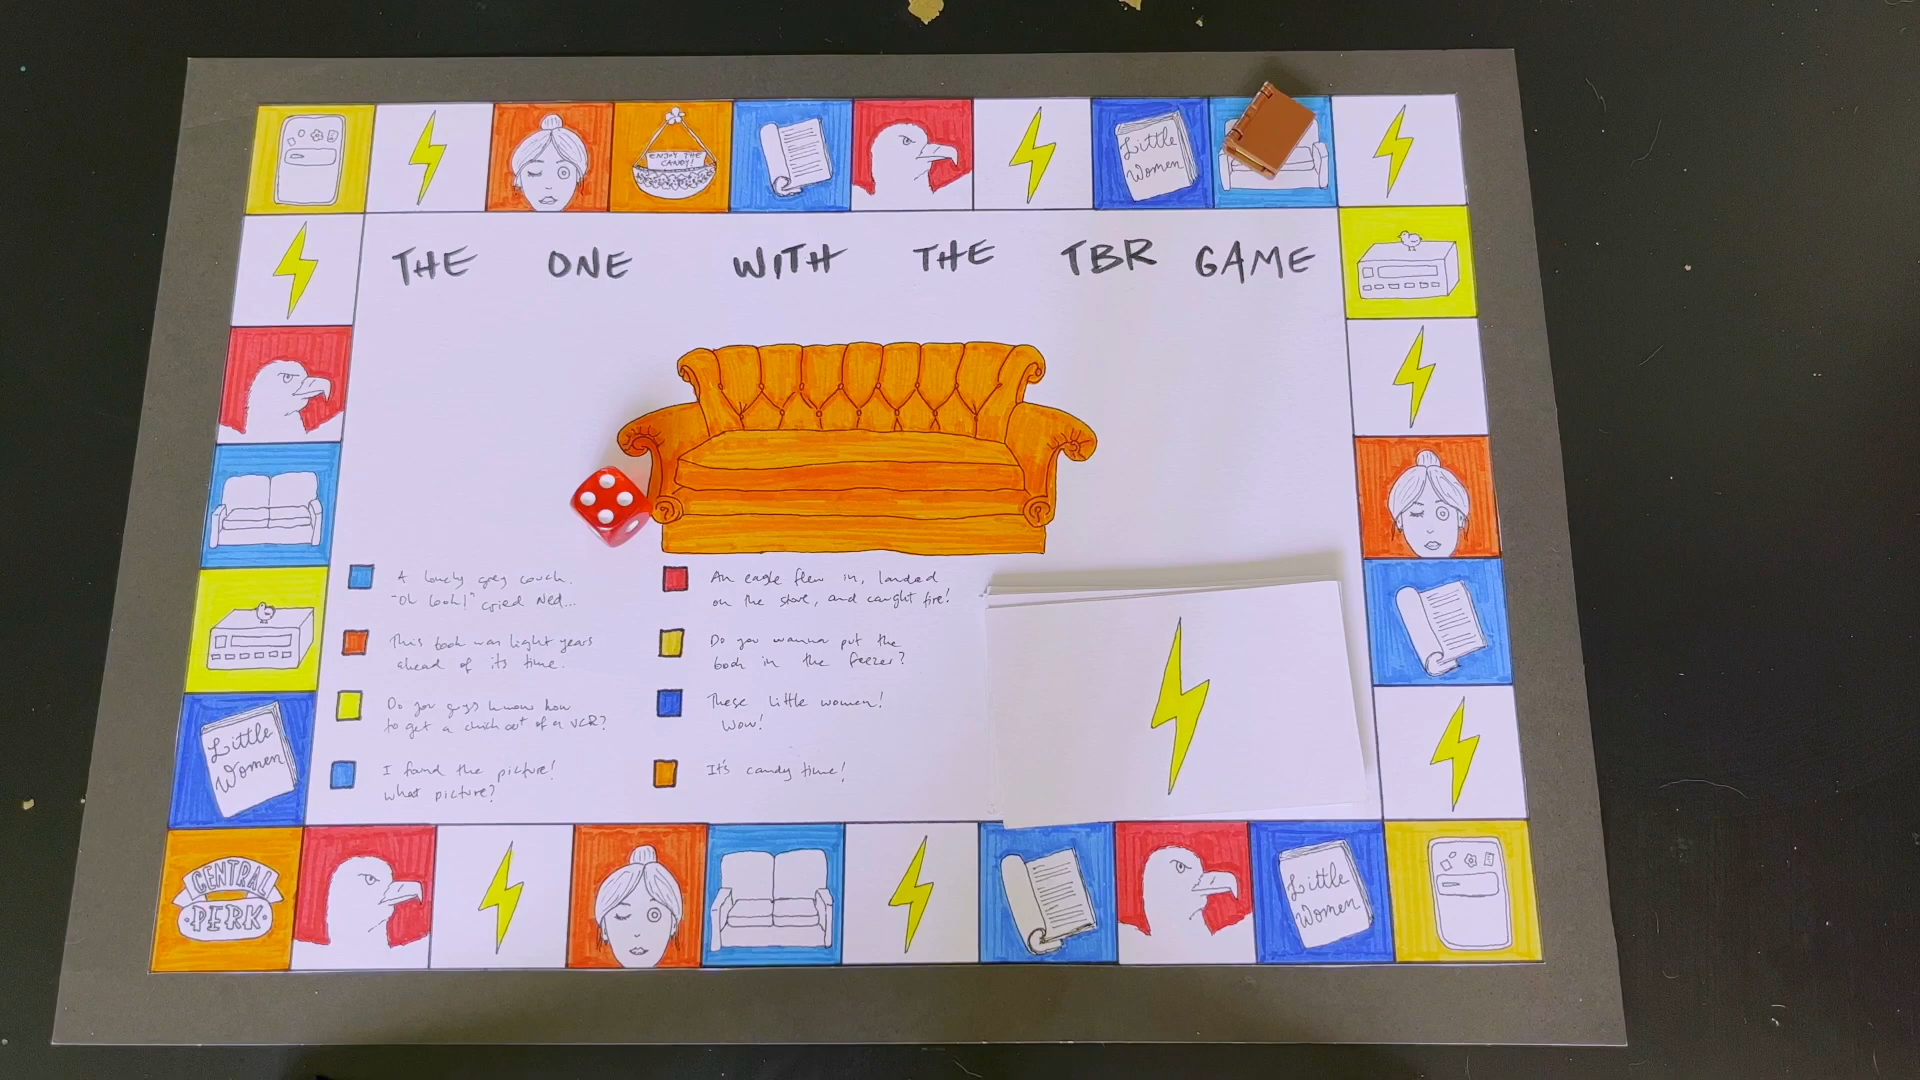 ENJOY THE
CANDY!
Little
Women
THE ONE WITH THE TBR GAME
A lonely grey couch.
"Oh look!" cried Ned...
This book was light years
ahead of its time.
Do you guys know how
to get a chick out of a VCR?
I found the picture!
what picture?
An eagle flew in, landed
on the stove, and caught fire!
Do you wanna put the
book in the freezer?
These little women!
Wow!
It's candy time!
Little
Women
CENTRAL
PERK
Little
Women